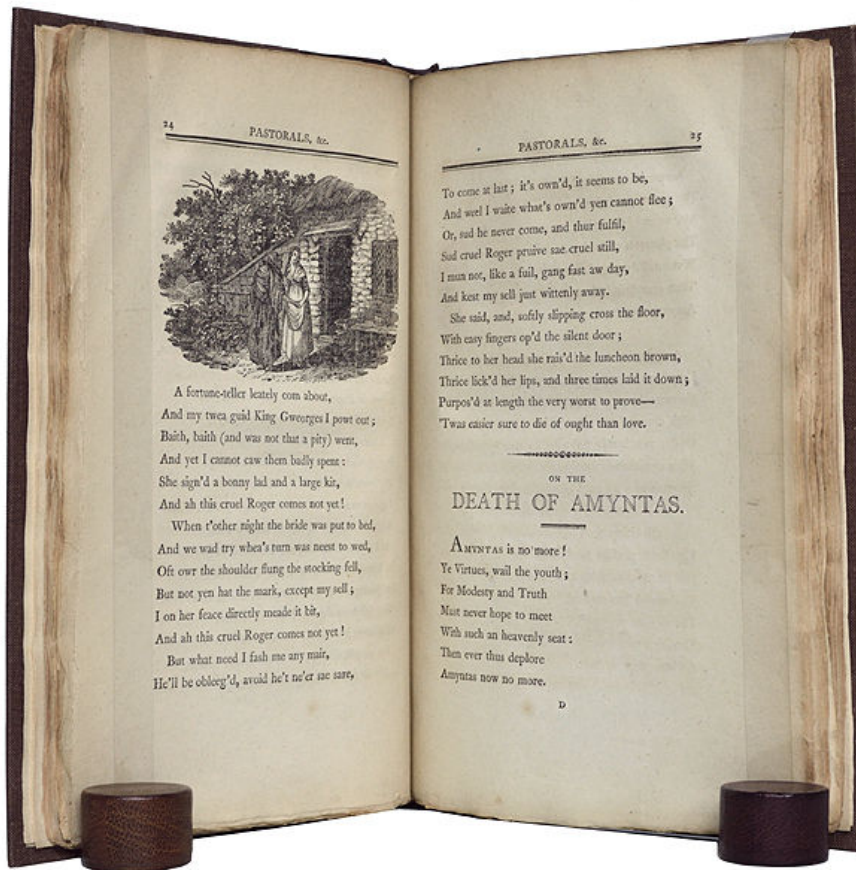 24
PASTORALS, &c.
A fortune-teller leately com about,
And my twea guid King Gweorges I powt out;
Baith, baith (and was not that a pity) went,
And yet I cannot caw them badly spent:
She sign'd a bonny lad and a large kit,
And ah this cruel Roger comes not yet!
When t'other night the bride was put to bed,
And we wad try whea's turn was neest to wed,
Oft owr the shoulder flung the stocking fell,
But not yen hat the mark, except my sell;
I on her feace directly meade it hit,
And ah this cruel Roger comes not yet!
But what need I fash me any mair,
He'll be obleeg'd, avoid he't ne'er sae sare,
PASTORALS, &c.
25
To come at last; it's own'd, it seems to be,
And weel I waite what's own'd yen cannot flee;
Or, sud he never come, and thur fulfil,
Sud cruel Roger pruive sae cruel still,
I mun not, like a fuil, gang fast aw day,
And kest my sell just wittenly away.
She said, and, softly slipping cross the floor,
With easy fingers op'd the silent door;
Thrice to her head she rais'd the luncheon brown,
Thrice lick'd her lips, and three times laid it down;
Purpos'd at length the very worst to prove—
'Twas easier sure to die of ought than love.
ON THE
DEATH OF AMYNTAS.
AMYNTAS is no more!
Ye Virtues, wail the youth;
For Modesty and Truth
Must never hope to meet
With such an heavenly seat:
Then ever thus deplore
Amyntas now no more.
D